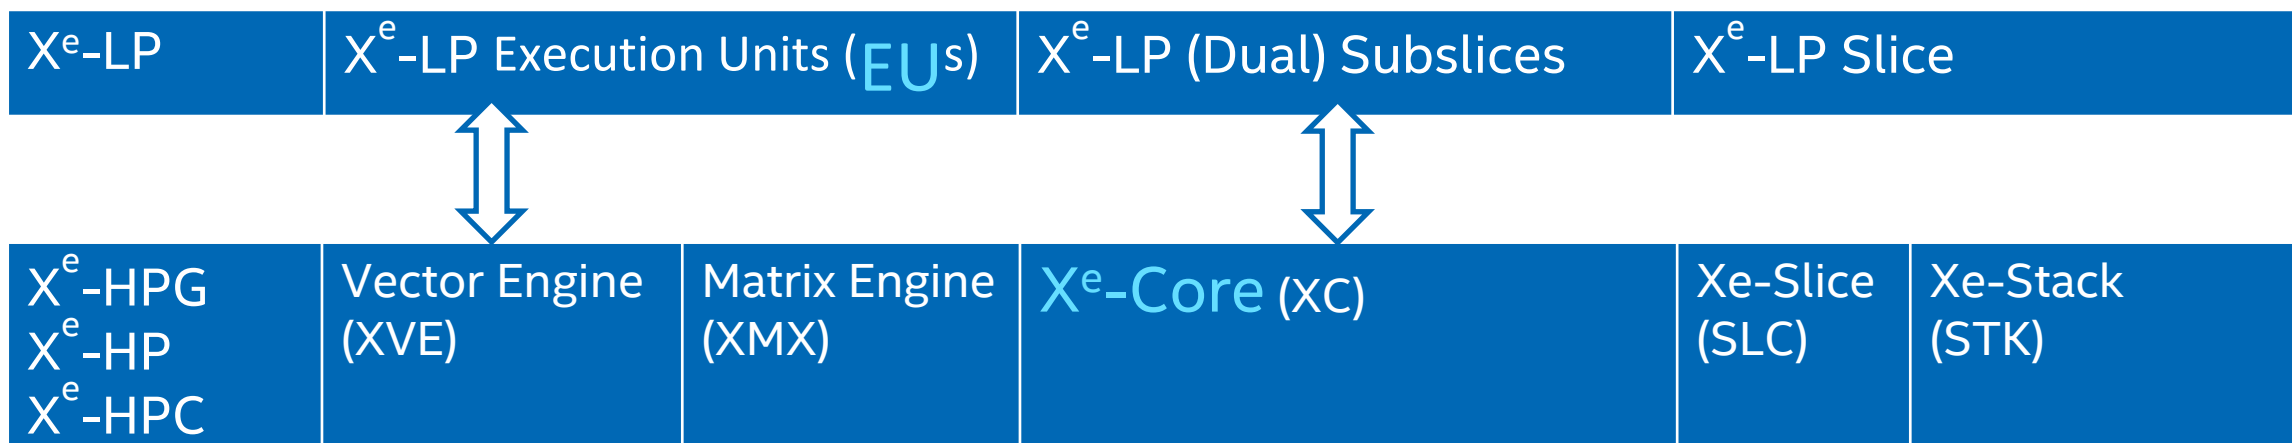 Xe-LP
Xe-LP Execution Units (EUs)
Xe-LP (Dual) Subslices
Xe-LP Slice
Xe-HPG
Xe-HP
Xe-HPC
Vector Engine
(XVE)
Matrix Engine
(XMX)
Xe-Core (XC)
Xe-Slice
(SLC)
Xe-Stack
(STK)